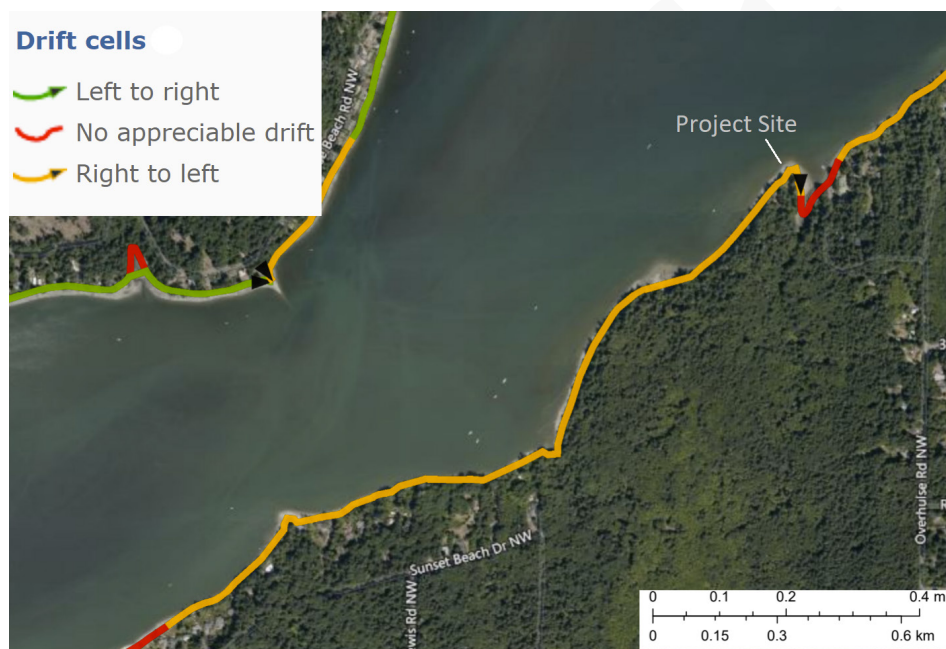 Drift cells
Left to right
No appreciable drift
Right to left
Beach Rd NW
Project Site
Overhulse Rd NW
Sunset Beach Dr NW
Rd NW
0 0.1 0.2 0.4 m
0 0.15 0.3 0.6 km